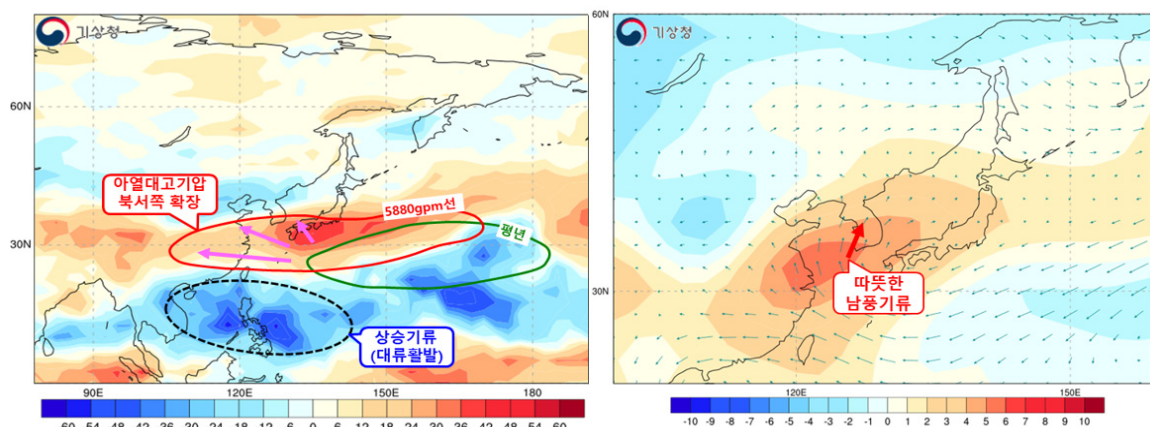 기상청
60N
30N
90E
120E
150E
180
아열대고기압
북서쪽 확장
5880gpm선
평년
상승기류
(대류활발)
-60 -54 -48 -42 -36 -30 -24 -18 -12 -6 0 6 12 18 24 30 36 42 48 54 60
기상청
60N
30N
120E
150E
따뜻한
남풍기류
-10 -9 -8 -7 -6 -5 -4 -3 -2 -1 0 1 2 3 4 5 6 7 8 9 10